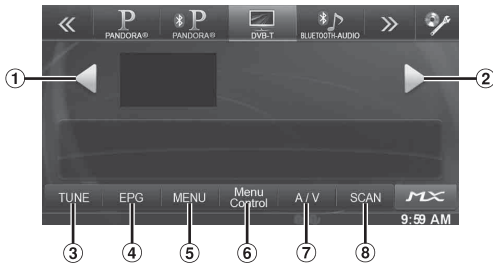 PANDORA® PANDORA® DVB-T BLUETOOTH-AUDIO
1 2
TUNE EPG MENU Menu Control A / V SCAN MX
9:59 AM
3 4 5 6 7 8